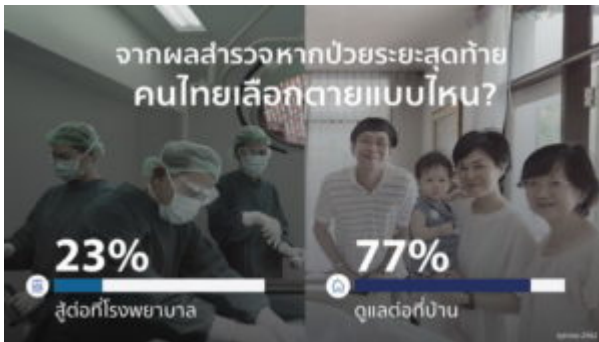 จากผลสำรวจหากป่วยระยะสุดท้าย
คนไทยเลือกตายแบบไหน?
23%
77%
สู้ต่อที่โรงพยาบาล
ดูแลต่อที่บ้าน